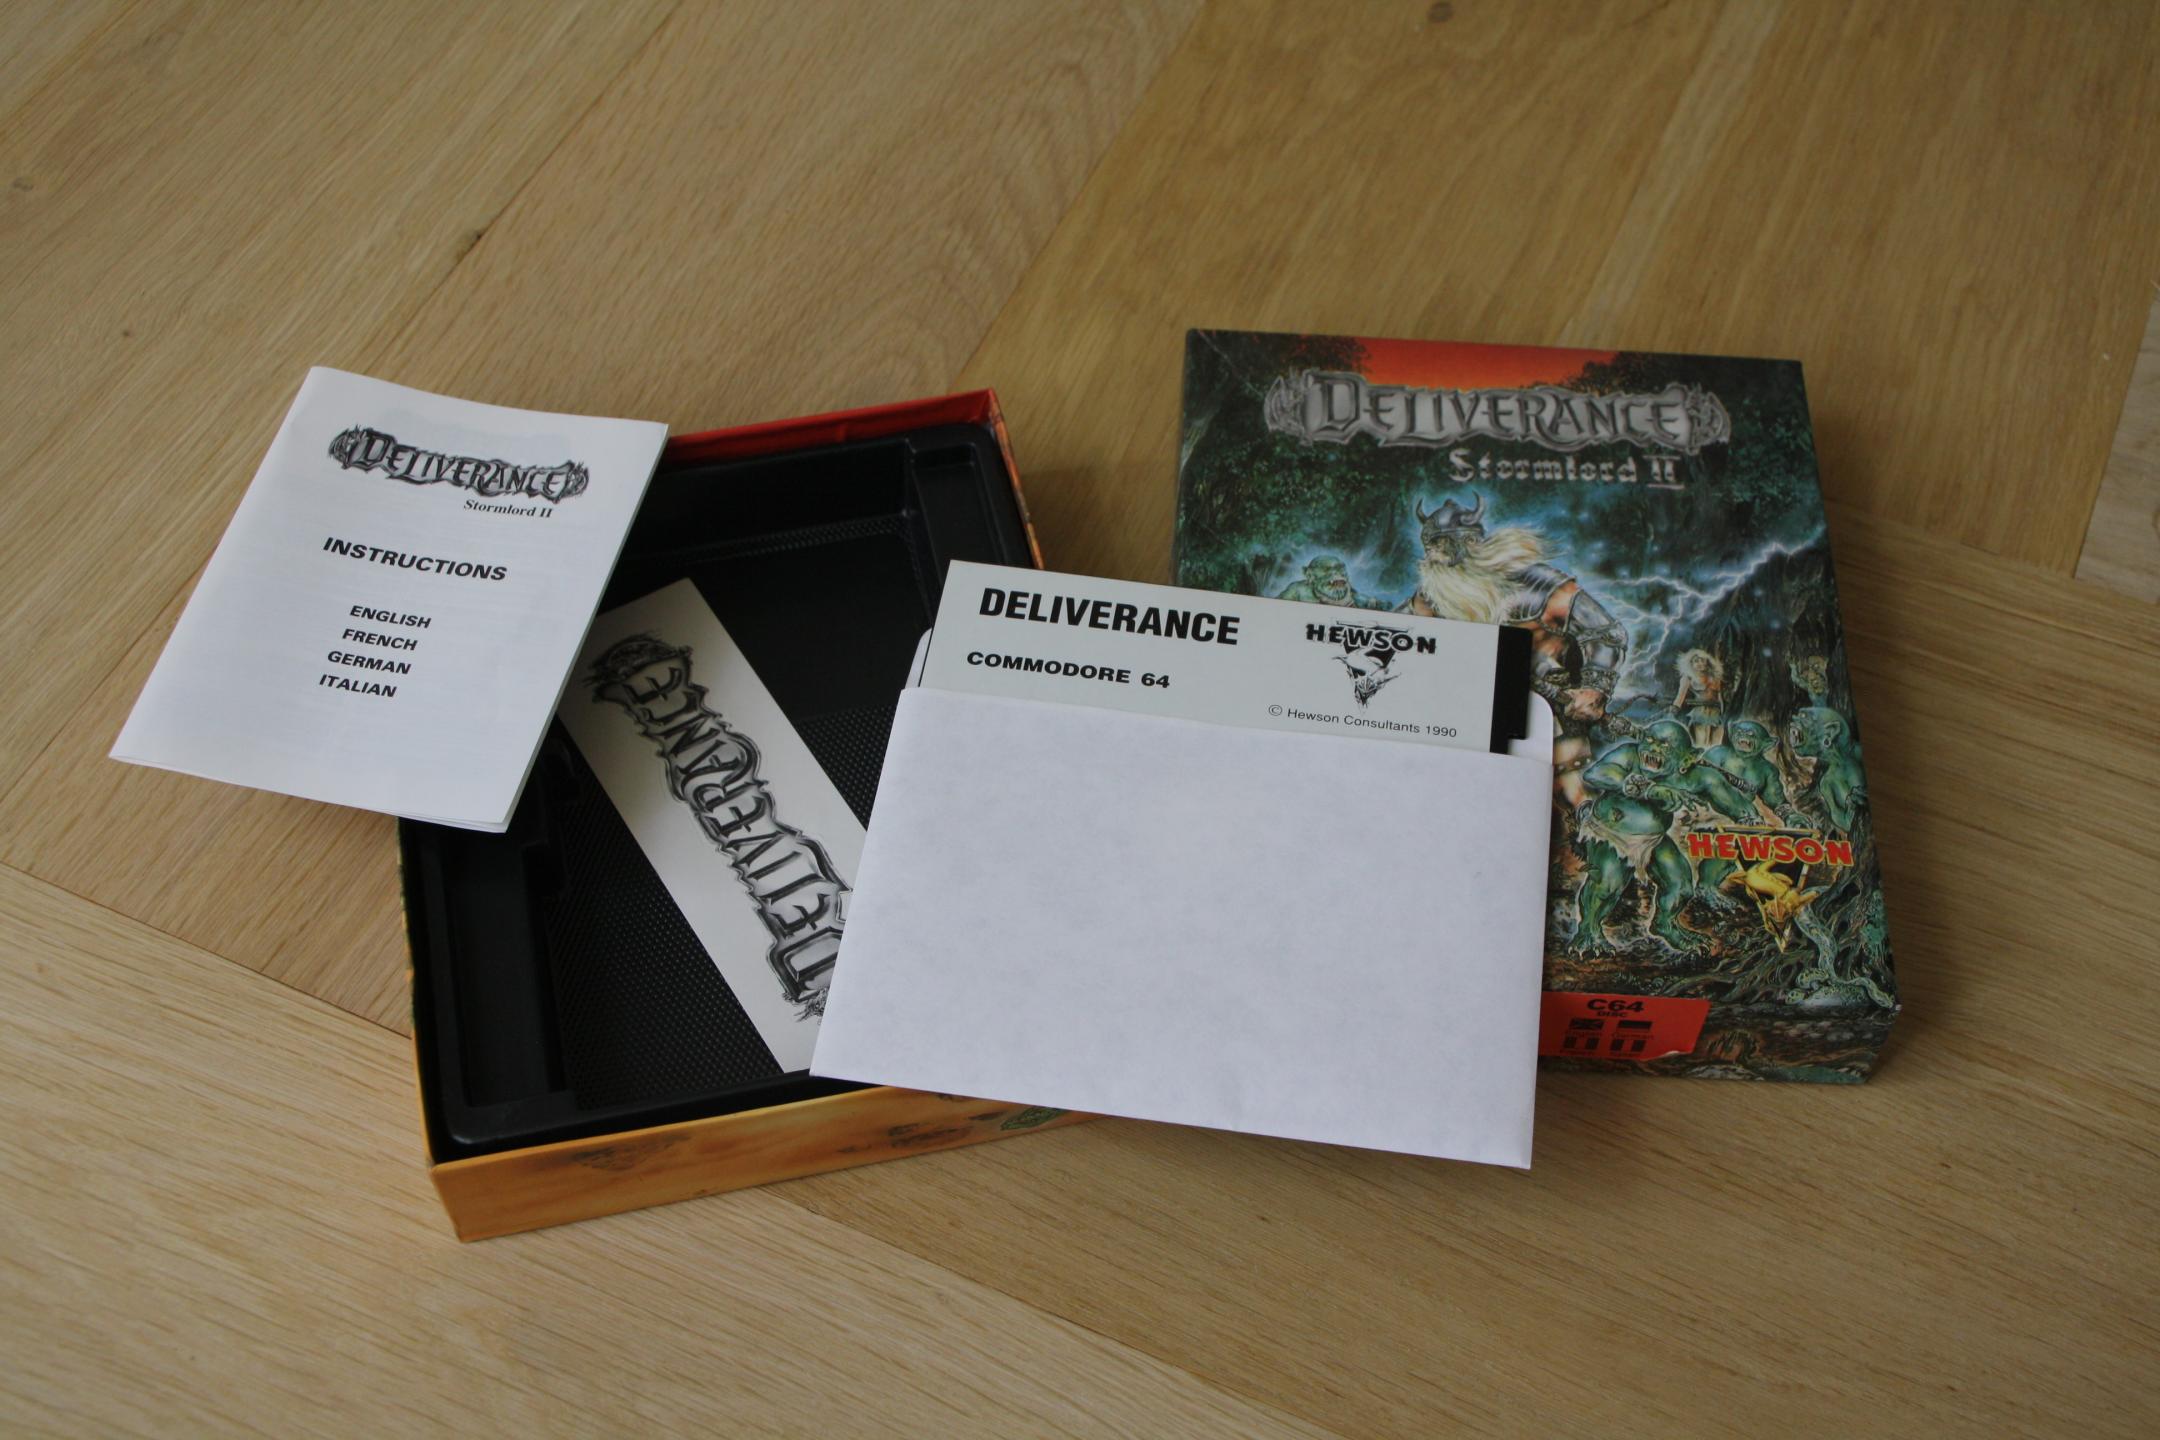 DELIVERANCE
Stormlord II
INSTRUCTIONS
ENGLISH
FRENCH
GERMAN
ITALIAN
DELIVERANCE
DELIVERANCE
COMMODORE 64
HEWSON
© Hewson Consultants 1990
DELIVERANCE
Stormlord II
HEWSON
C64
DISC